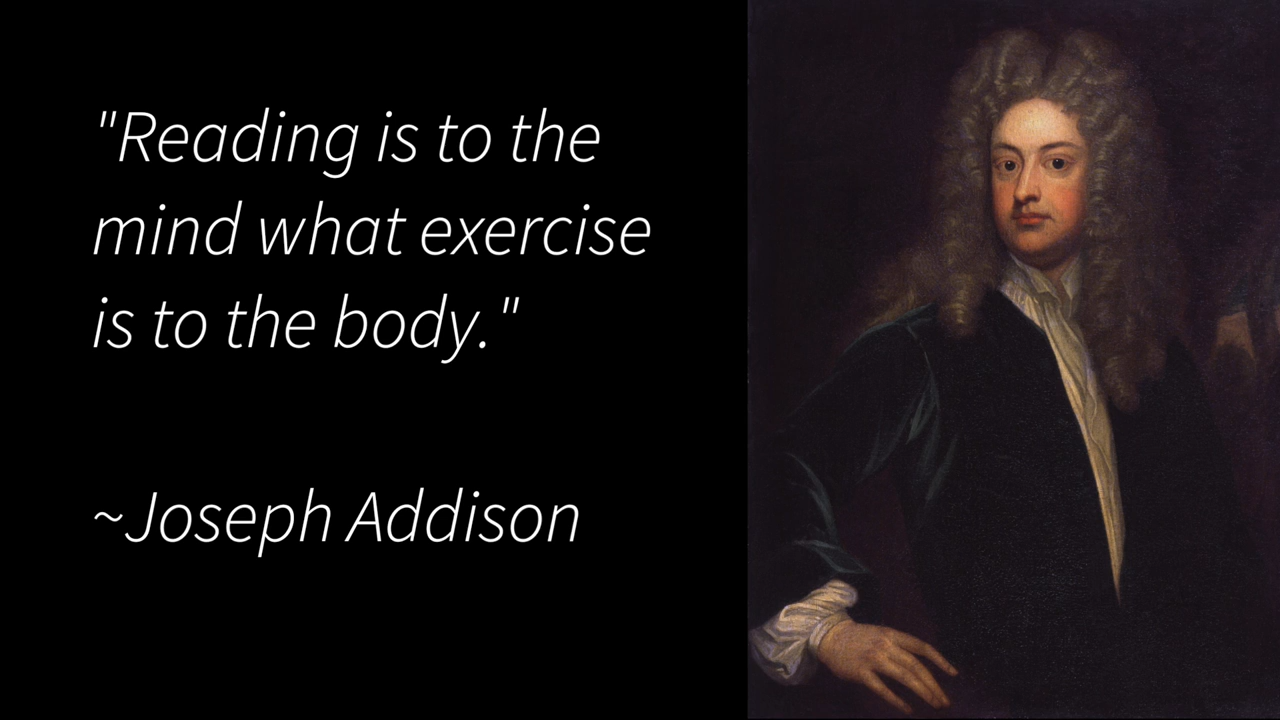 "Reading is to the
mind what exercise
is to the body."
~Joseph Addison